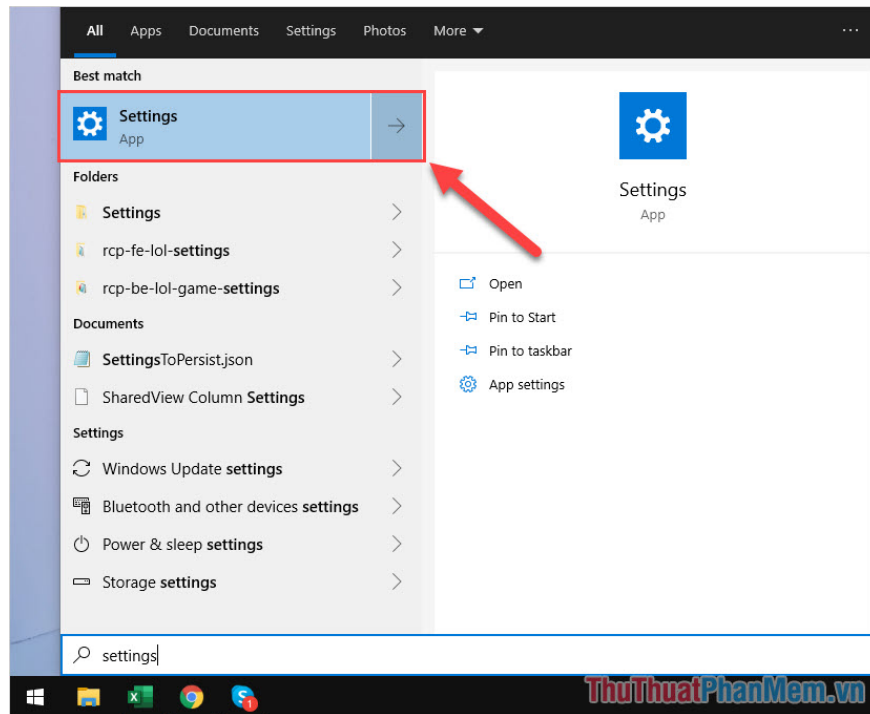 All Apps Documents Settings Photos More ...
Best match
Settings
App
Folders
Settings
rcp-fe-lol-settings
rcp-be-lol-game-settings
Documents
SettingsToPersist.json
SharedView Column Settings
Settings
Windows Update settings
Bluetooth and other devices settings
Power & sleep settings
Storage settings
Settings
App
Open
Pin to Start
Pin to taskbar
App settings
settings
1
ThuThuatPhanMem.vn